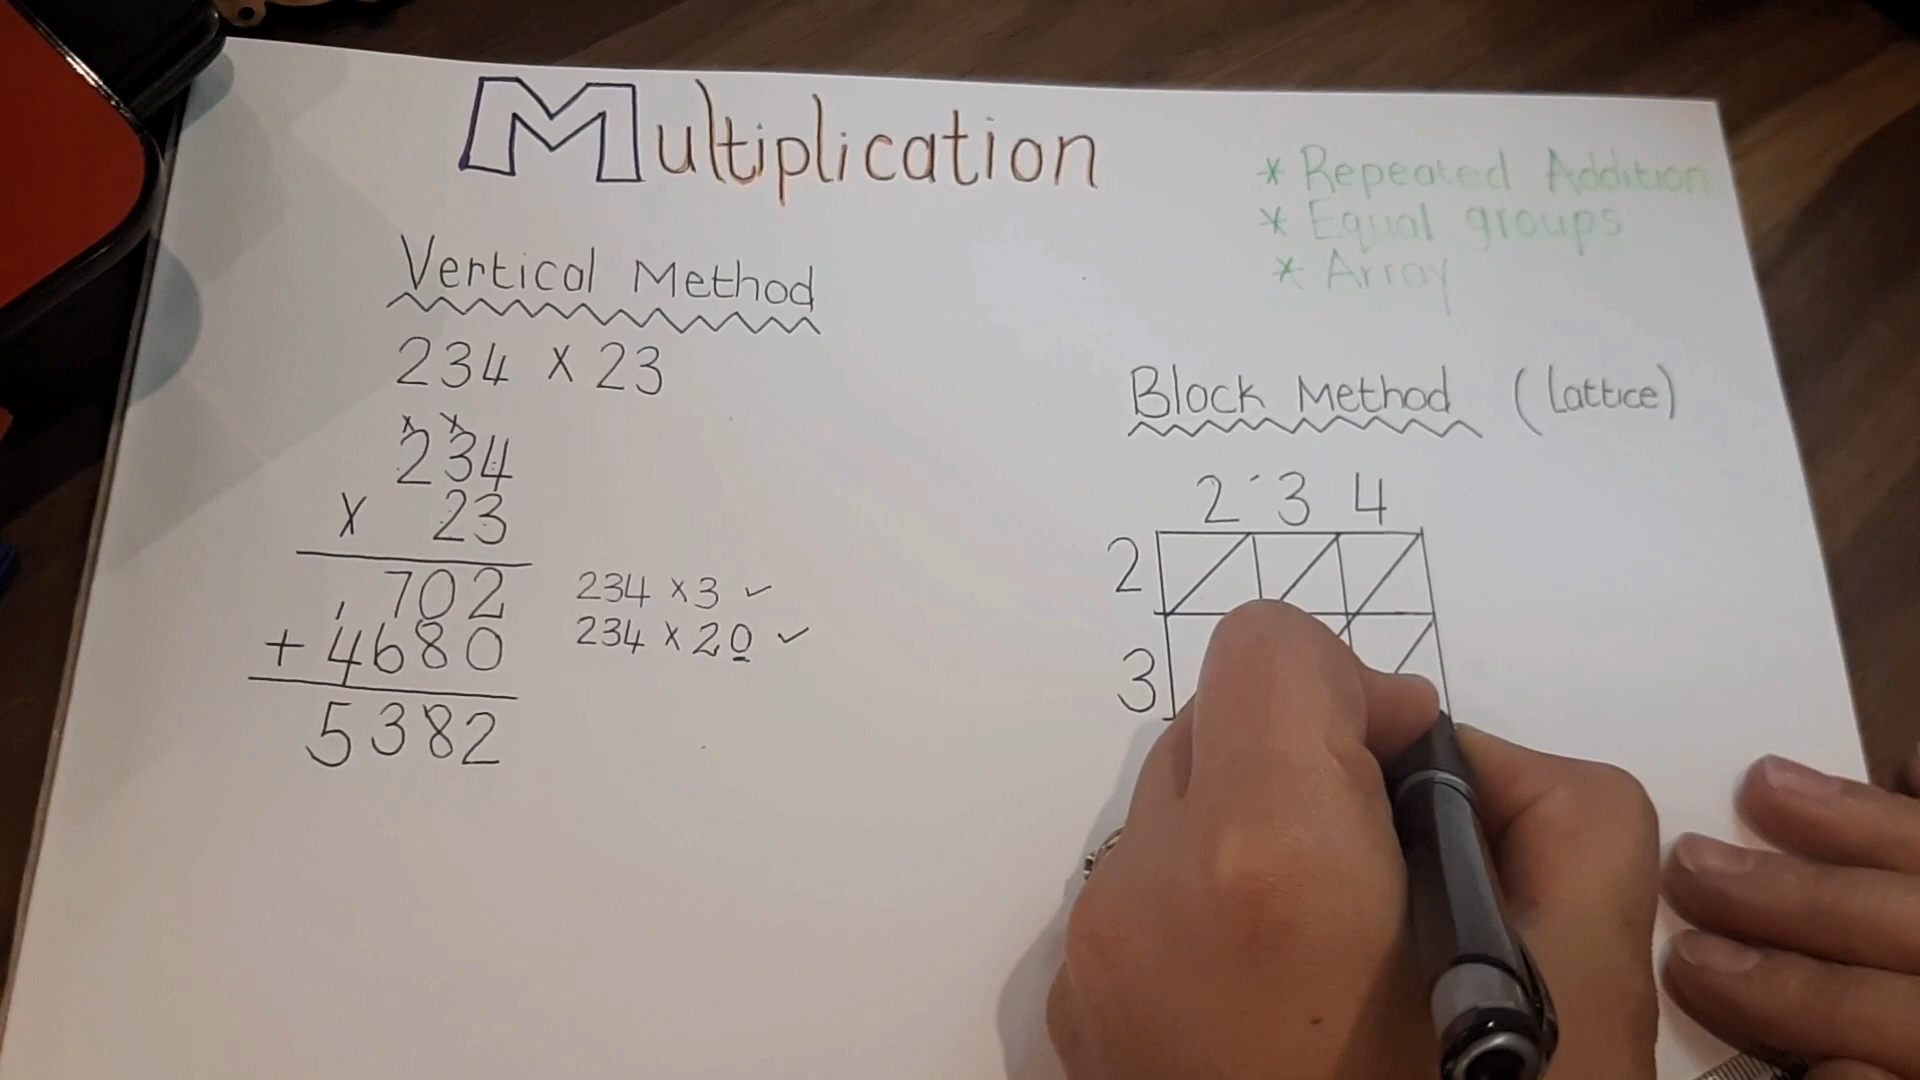 Multiplication
* Repeated Addition
* Equal groups
* Array
Vertical Method
234 x 23
234
x 23
702
+ 4680
5382
234 x 3 ✓
234 x 20 ✓
Block Method (Lattice)
2 3 4
2
3